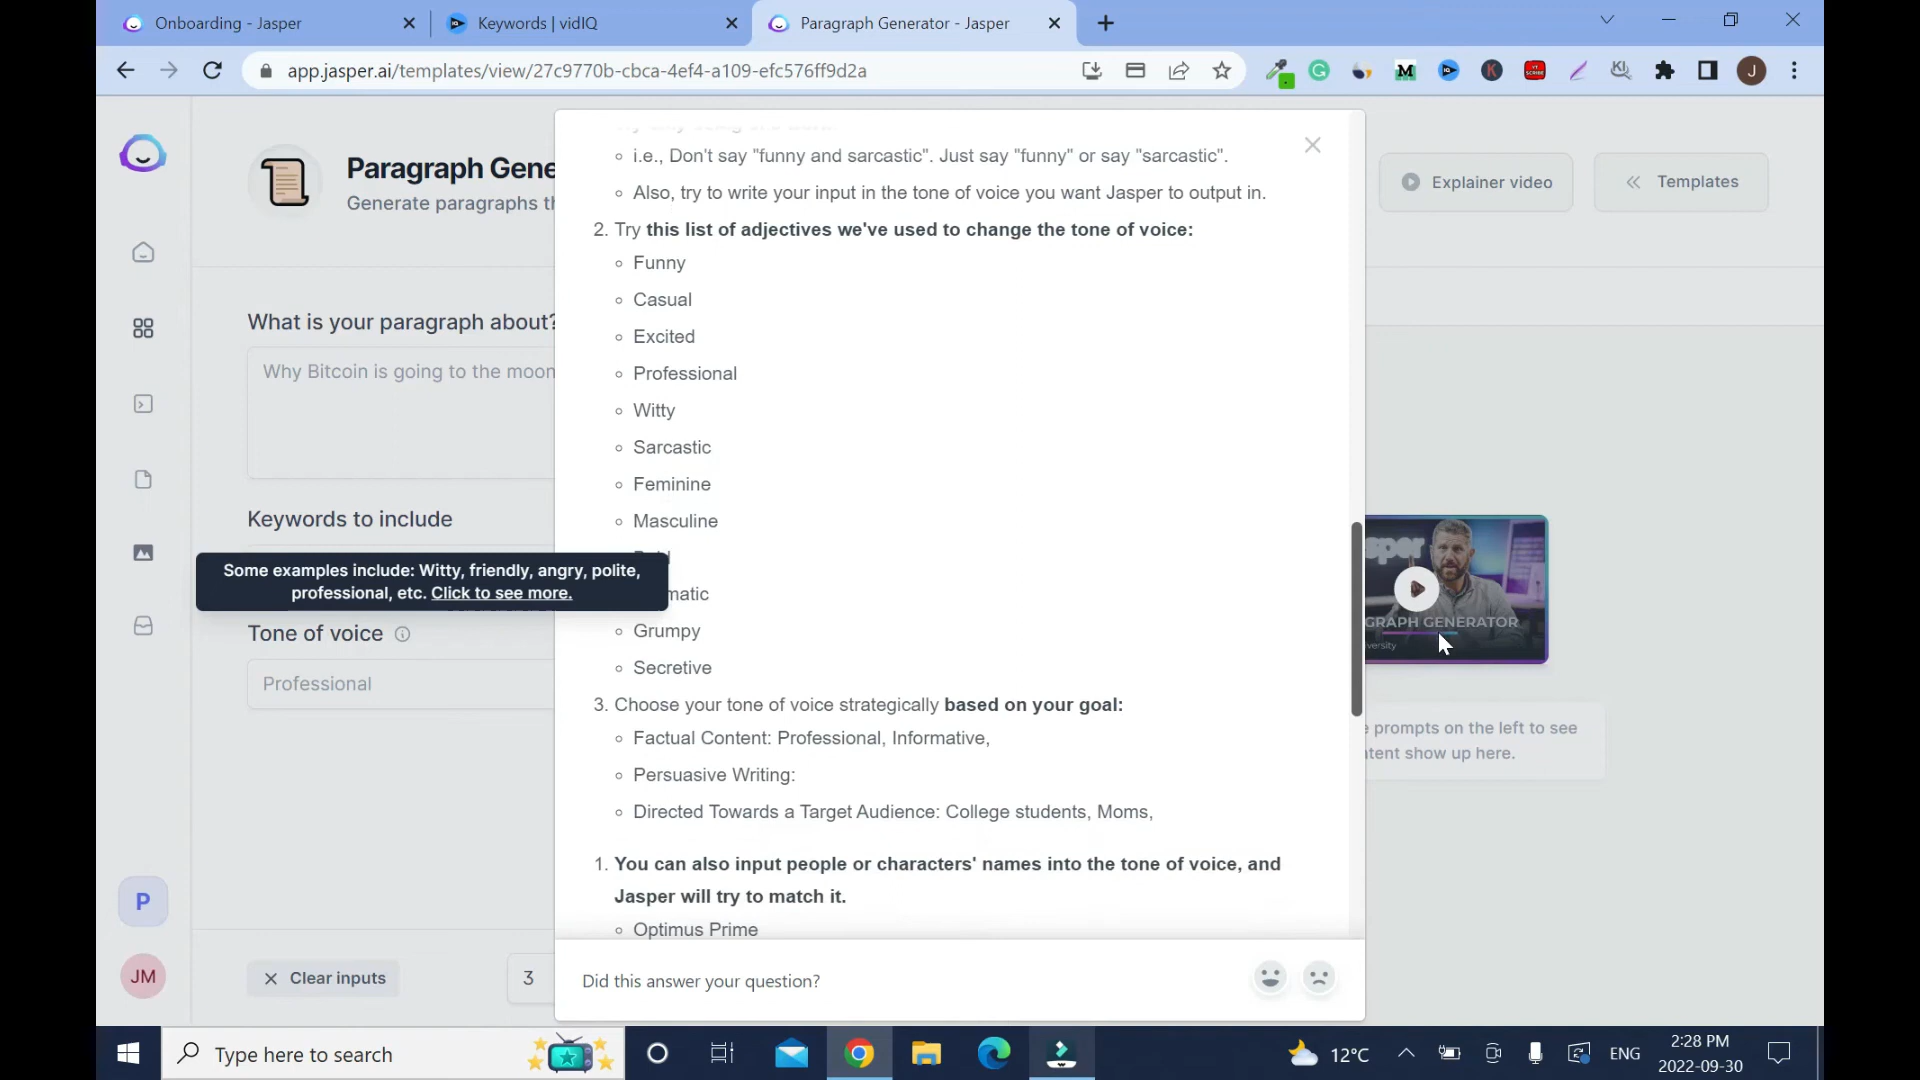 Onboarding - Jasper
Keywords | vidIQ
Paragraph Generator - Jasper
app.jasper.ai/templates/view/27c9770b-cbca-4ef4-a109-efc576ff9d2a
Paragraph Gene
Generate paragraphs th
Explainer video
Templates
i.e., Don't say "funny and sarcastic". Just say "funny" or say "sarcastic".
Also, try to write your input in the tone of voice you want Jasper to output in.
2. Try this list of adjectives we've used to change the tone of voice:
Funny
Casual
Excited
Professional
Witty
Sarcastic
Feminine
Masculine
matic
Grumpy
Secretive
3. Choose your tone of voice strategically based on your goal:
Factual Content: Professional, Informative,
Persuasive Writing:
Directed Towards a Target Audience: College students, Moms,
1. You can also input people or characters' names into the tone of voice, and
Jasper will try to match it.
Optimus Prime
Did this answer your question?
What is your paragraph about?
Why Bitcoin is going to the moon
Keywords to include
Some examples include: Witty, friendly, angry, polite,
professional, etc. Click to see more.
Tone of voice
Professional
P
JM
Clear inputs
3
sper
GRAPH GENERATOR
versity
e prompts on the left to see
tent show up here.
J
Type here to search
12°C
ENG
2:28 PM
2022-09-30